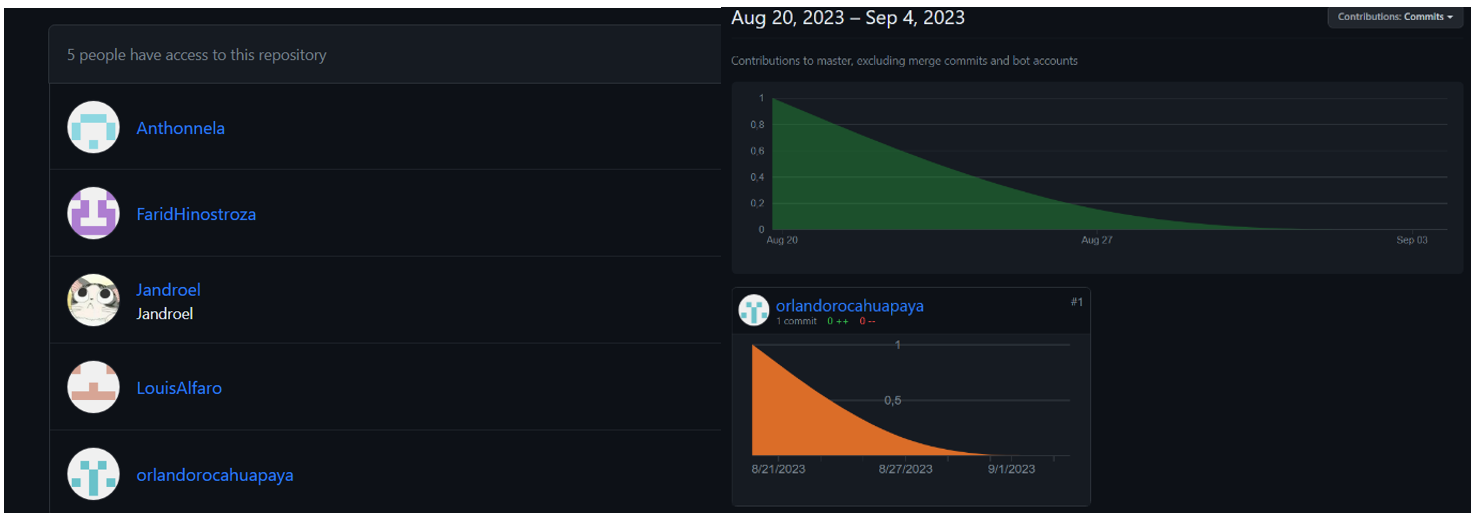 5 people have access to this repository
Anthonnela
FaridHinostroza
Jandroel
Jandroel
LouisAlfaro
orlandorocahuapaya
Aug 20, 2023 – Sep 4, 2023
Contributions: Commits
Contributions to master, excluding merge commits and bot accounts
1
0,8
0,6
0,4
0,2
0
Aug 20 Aug 27 Sep 03
orlandorocahuapaya #1
1 commit 0 ++ 0 --
1
0,5
8/21/2023 8/27/2023 9/1/2023